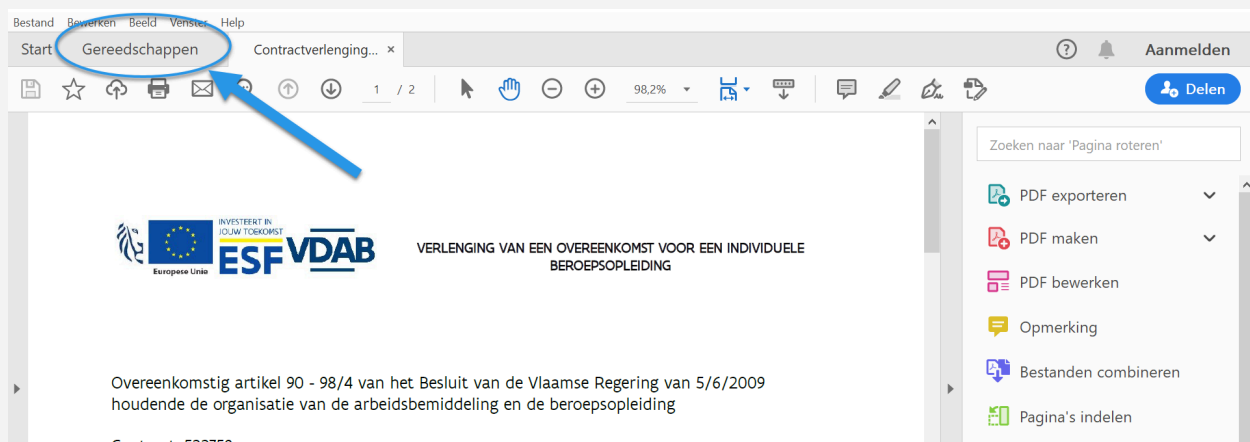 Bestand Bewerken Beeld Venster Help
Start Gereedschappen Contractverlenging... × Aanmelden
1 / 2 98,2% Delen
Zoeken naar 'Pagina roteren'
PDF exporteren
PDF maken
PDF bewerken
Opmerking
Bestanden combineren
Pagina's indelen
Europese Unie
INVESTEERT IN
JOUW TOEKOMST
ESF
VDAB
VERLENGING VAN EEN OVEREENKOMST VOOR EEN INDIVIDUELE
BEROEPSOPLEIDING
Overeenkomstig artikel 90 - 98/4 van het Besluit van de Vlaamse Regering van 5/6/2009
houdende de organisatie van de arbeidsbemiddeling en de beroepsopleiding